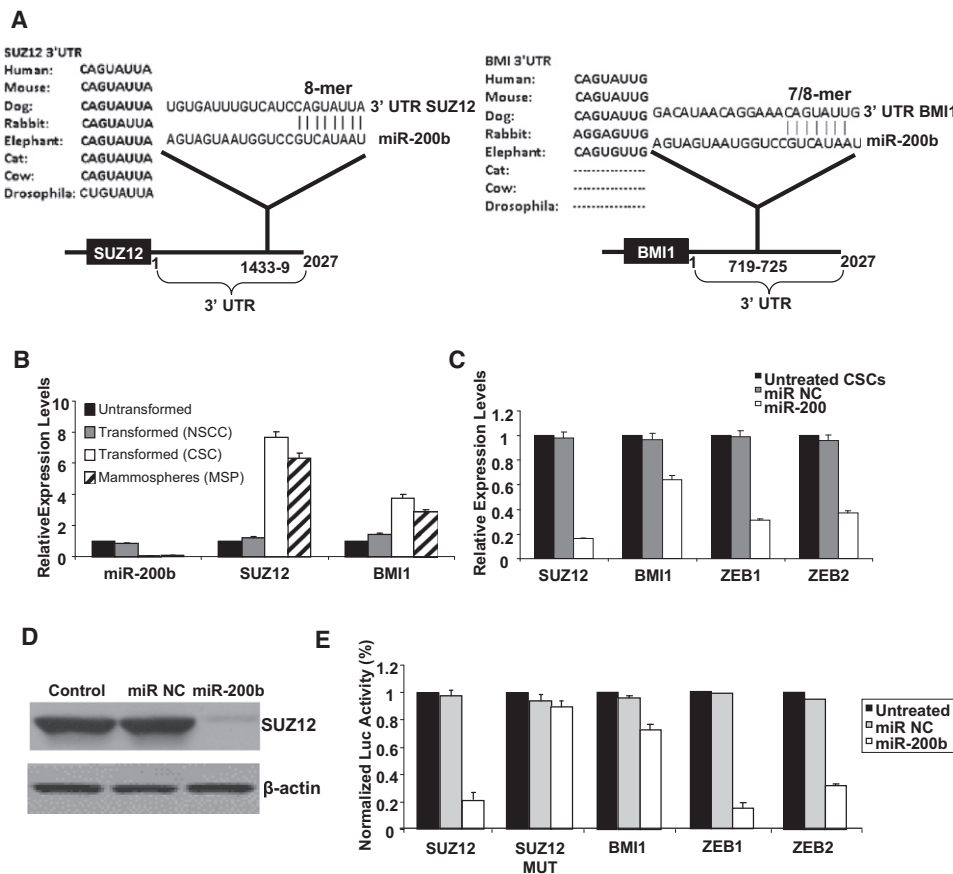 A
SUZ12 3'UTR
Human: CAGUAUUA
Mouse: CAGUAUUA
Dog: CAGUAUUA
Rabbit: CAGUAUUA
Elephant: CAGUAUUA
Cat: CAGUAUUA
Cow: CAGUAUUA
Drosophila: CUGUAUUA
8-mer
UGUGAUUUGUCAUCCAGUAUUA 3' UTR SUZ12
AGUAGUAAUGGUCCGUCAUAAU miR-200b
SUZ12
1
1433-9
2027
3' UTR
BMI 3'UTR
Human: CAGUAUUG
Mouse: CAGUAUUG
Dog: CAGUAUUG
Rabbit: AGGAGUUG
Elephant: CAGUGUUG
Cat: ---------------
Cow: ---------------
Drosophila: ---------------
7/8-mer
GACAUAACAGGAAACAGUAUUG 3' UTR BMI1
AGUAGUAAUGGUCCGUCAUAAU miR-200b
BMI1
1
719-725
2027
3' UTR
B
Relative Expression Levels
10
8
6
4
2
0
Untransformed
Transformed (NSCC)
Transformed (CSC)
Mammospheres (MSP)
miR-200b SUZ12 BMI1
C
Relative Expression Levels
1.2
1
0.8
0.6
0.4
0.2
0
Untreated CSCs
miR NC
miR-200
SUZ12 BMI1 ZEB1 ZEB2
D
Control miR NC miR-200b
SUZ12
β-actin
E
Normalized Luc Activity (%)
1.2
1
0.8
0.6
0.4
0.2
0
Untreated
miR NC
miR-200b
SUZ12 SUZ12 MUT BMI1 ZEB1 ZEB2